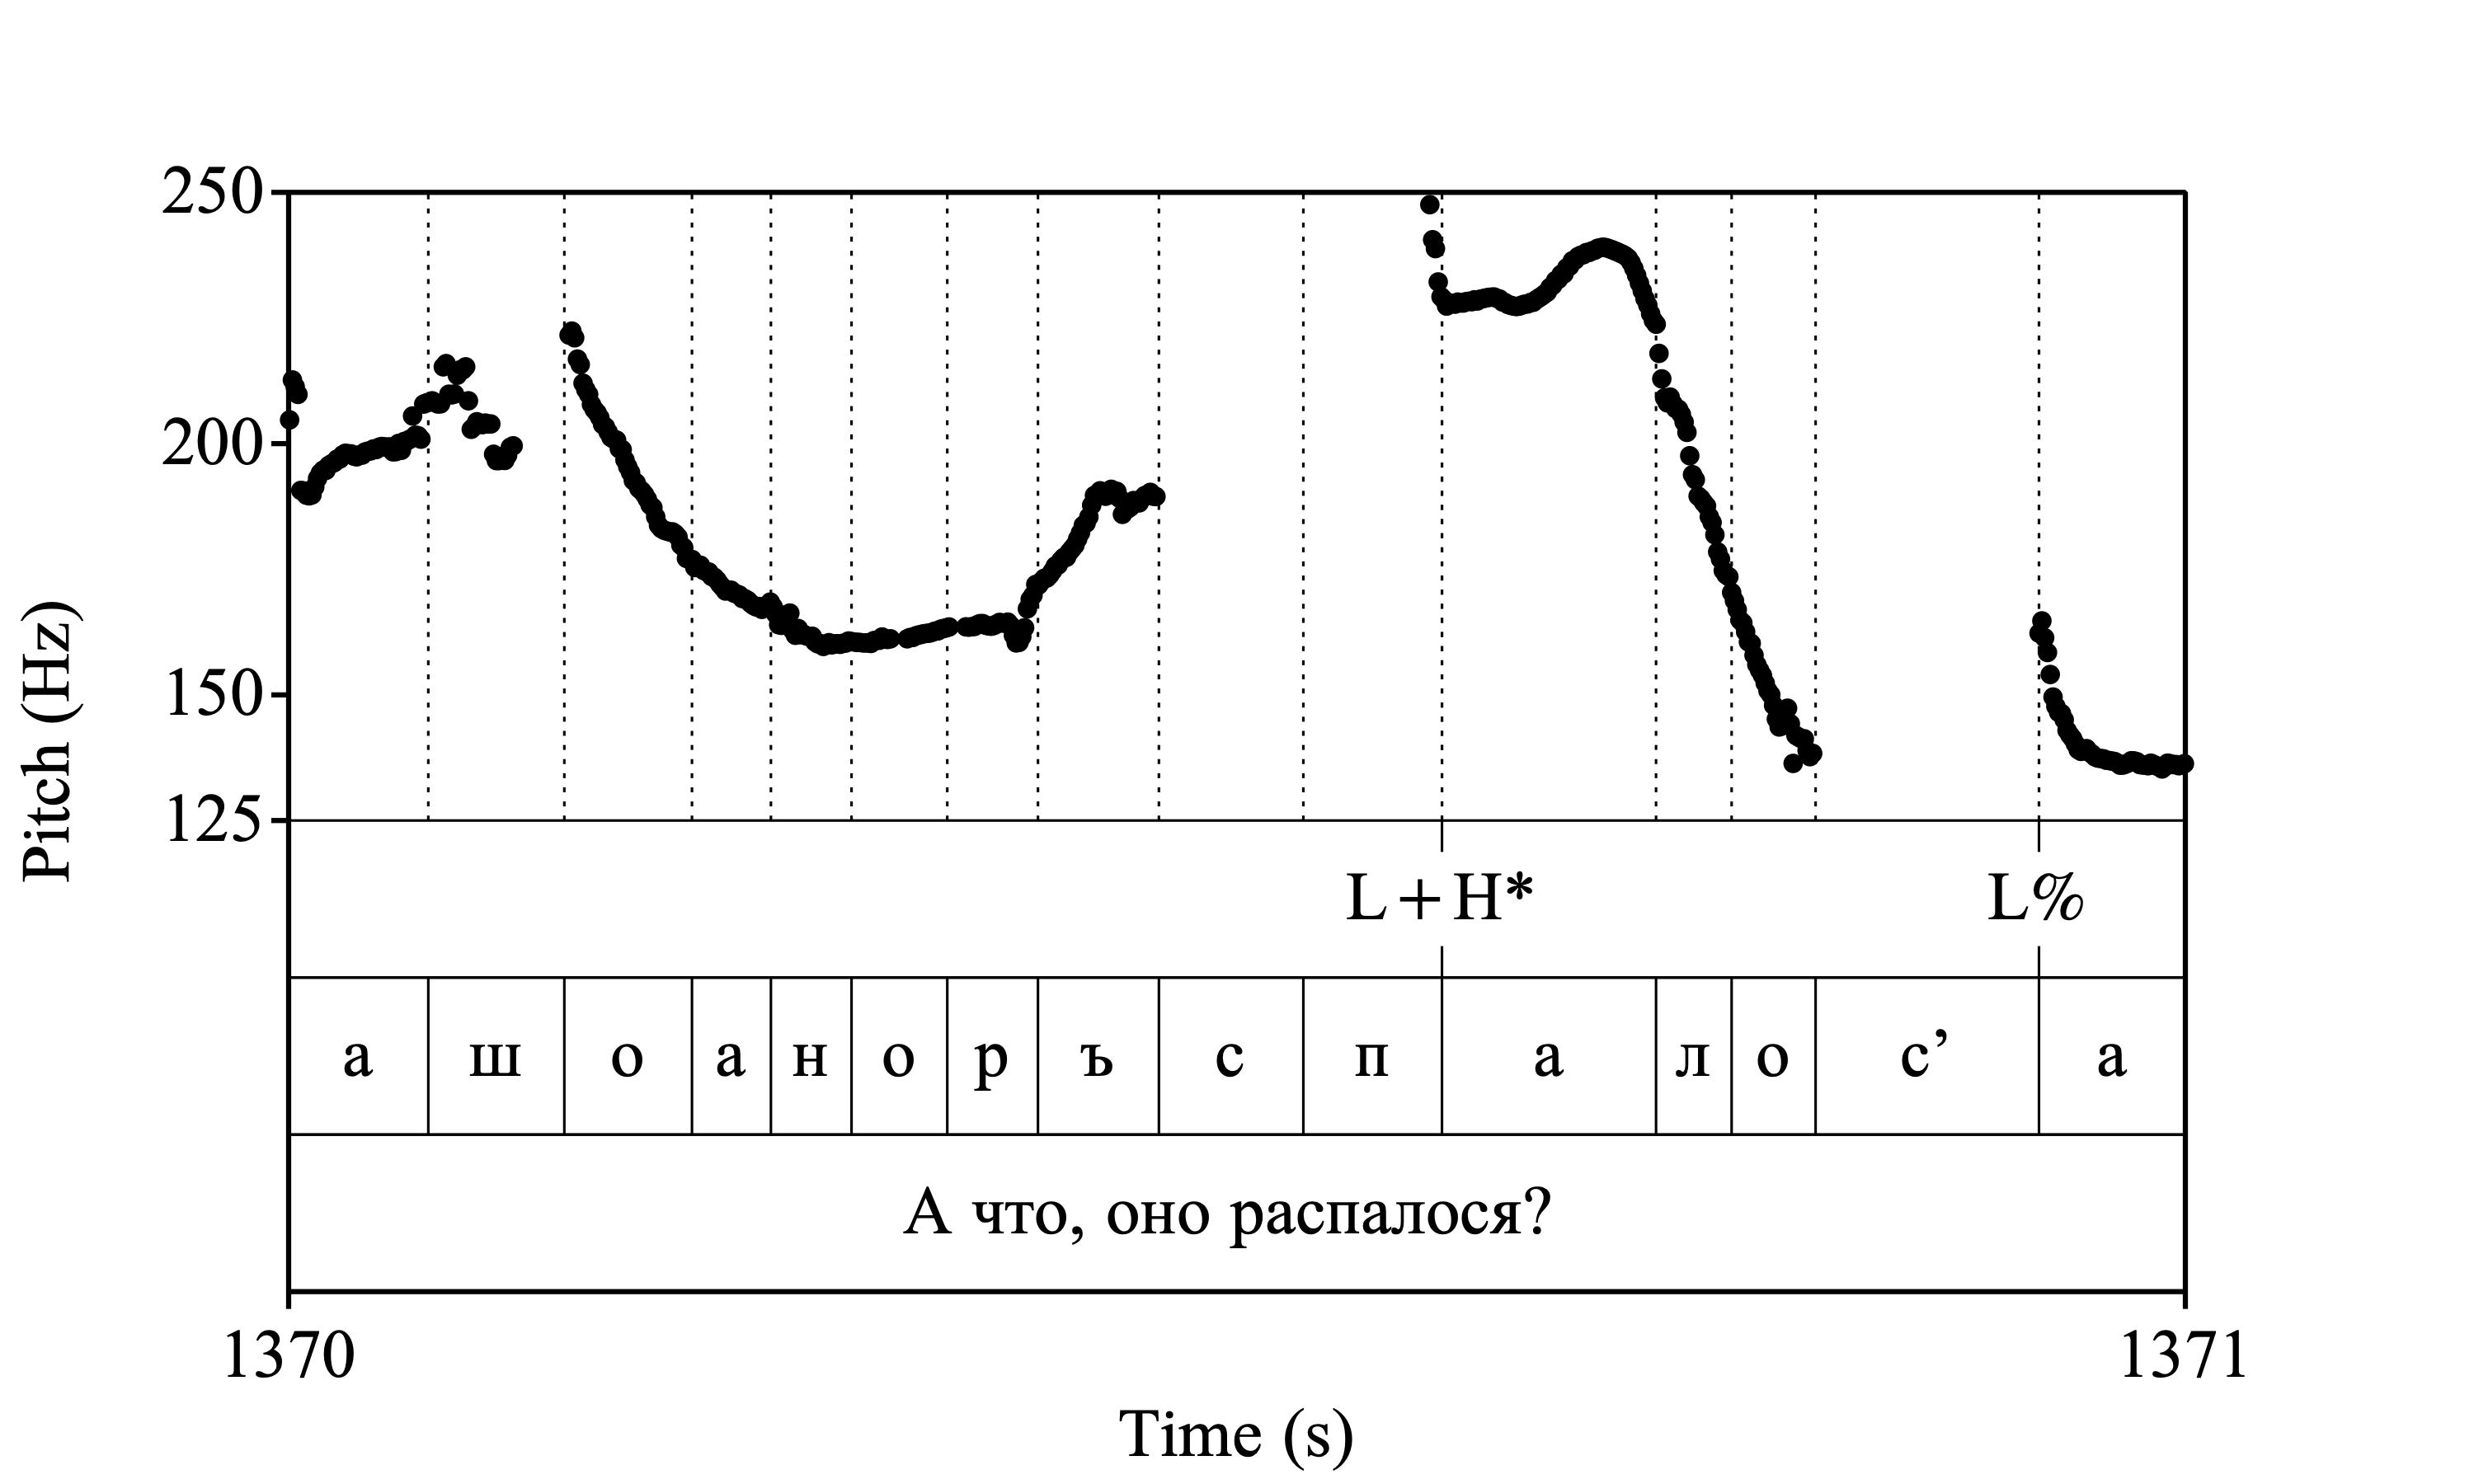 250
200
150
125
Pitch (Hz)
L+H* L%
а ш о а н о р ъ с п а л о с’ а
А что, оно распалося?
1370 1371
Time (s)